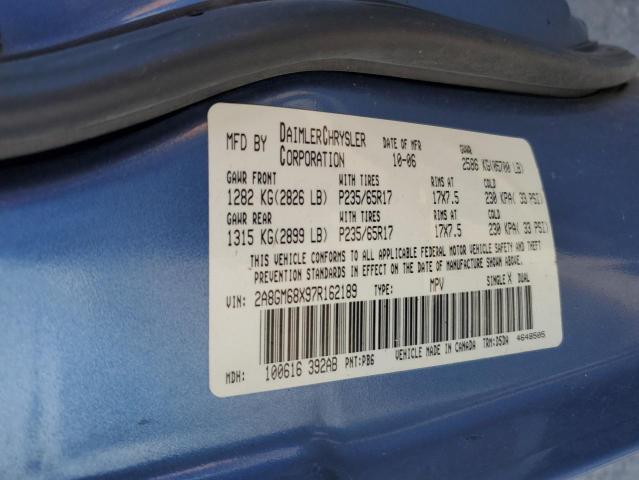 MFD BY DAIMLERCHRYSLER CORPORATION DATE OF MFR 10-06 GVWR 2586 KG(05700 LB)
GAWR FRONT WITH TIRES RIMS AT COLD
1282 KG(2826 LB) P235/65R17 17X7.5 230 KPA( 33 PSI)
GAWR REAR WITH TIRES RIMS AT COLD
1315 KG(2899 LB) P235/65R17 17X7.5 230 KPA( 33 PSI)
THIS VEHICLE CONFORMS TO ALL APPLICABLE FEDERAL MOTOR VEHICLE SAFETY AND THEFT
PREVENTION STANDARDS IN EFFECT ON THE DATE OF MANUFACTURE SHOWN ABOVE.
VIN: 2A8GM68X97R162189 TYPE: MPV SINGLE X DUAL
MDH: 100616 392AB PNT:PB6 VEHICLE MADE IN CANADA TRM:DSDA 4648505